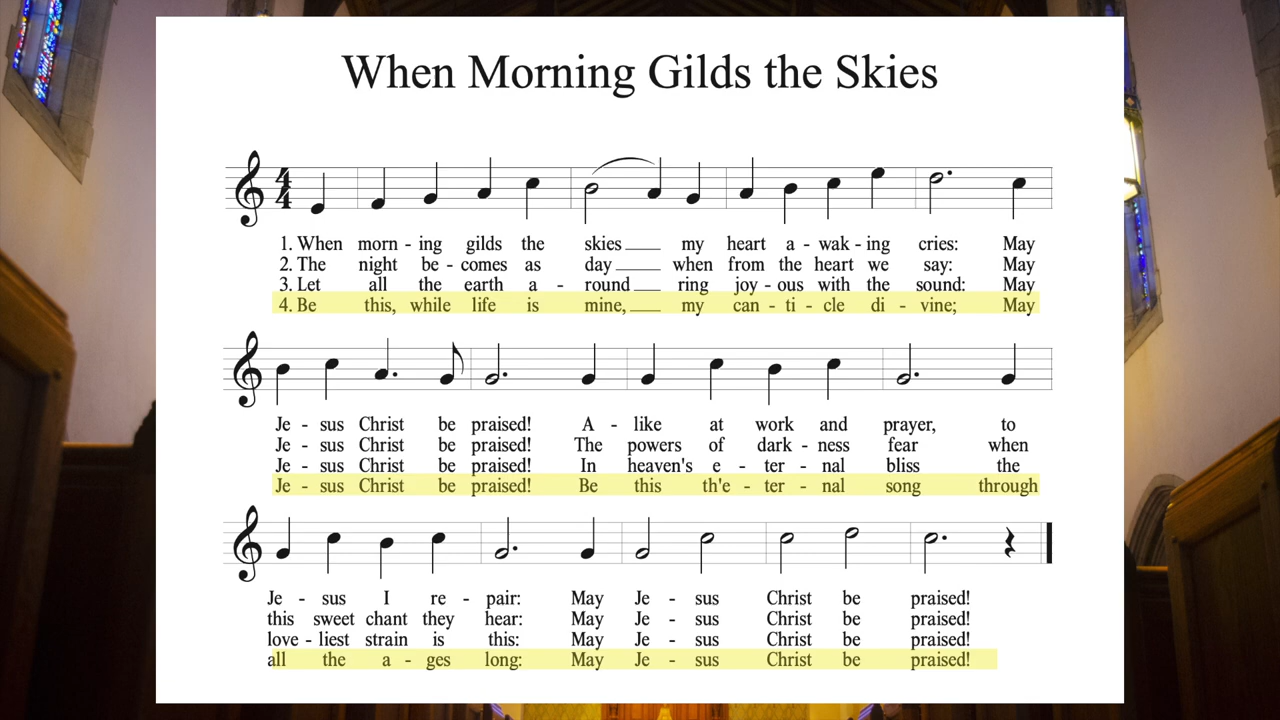 When Morning Gilds the Skies
4
4
1. When morn - ing gilds the skies ____ my heart a - wak - ing cries: May
2. The night be - comes as day ____ when from the heart we say: May
3. Let all the earth a - round ____ ring joy - ous with the sound: May
4. Be this, while life is mine, ____ my can - ti - cle di - vine; May
Je - sus Christ be praised! A - like at work and prayer, to
Je - sus Christ be praised! The powers of dark - ness fear when
Je - sus Christ be praised! In heaven's e - ter - nal bliss the
Je - sus Christ be praised! Be this th'e - ter - nal song through
Je - sus I re - pair: May Je - sus Christ be praised!
this sweet chant they hear: May Je - sus Christ be praised!
love - liest strain is this: May Je - sus Christ be praised!
all the a - ges long: May Je - sus Christ be praised!